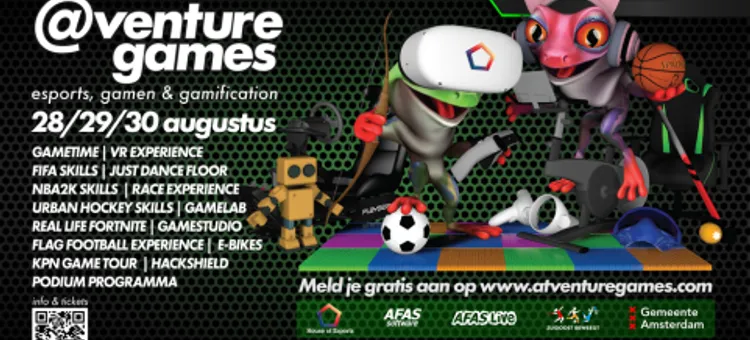 @venture
games
esports, gamen & gamification
28/29/30 augustus
GAMETIME | VR EXPERIENCE
FIFA SKILLS | JUST DANCE FLOOR
NBA2K SKILLS | RACE EXPERIENCE
URBAN HOCKEY SKILLS | GAMELAB
REAL LIFE FORTNITE | GAMESTUDIO
FLAG FOOTBALL EXPERIENCE | E-BIKES
KPN GAME TOUR | HACKSHIELD
PODIUM PROGRAMMA
info & tickets
Meld je gratis aan op www.atventuregames.com
House of Esports
AFAS
software
AFAS Live
ZUIDOOST BEWEEGT
Gemeente
Amsterdam